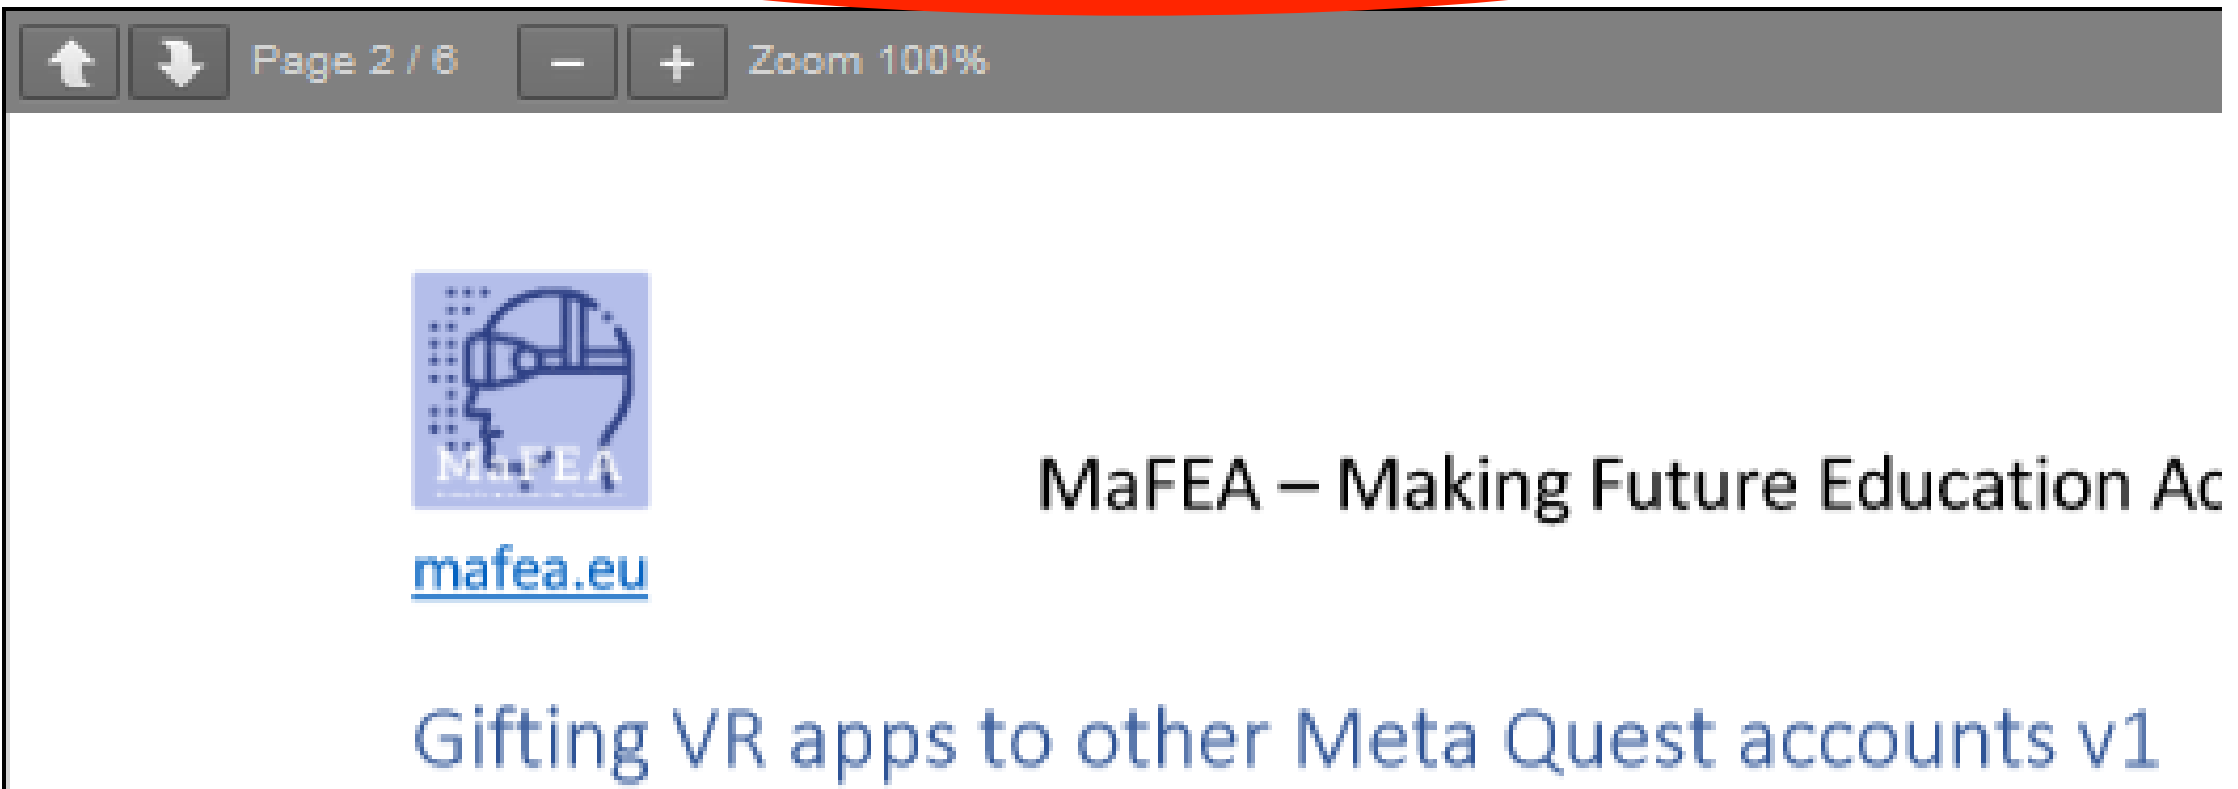 Page 2 / 6 Zoom 100%
MaFEA
mafea.eu
MaFEA – Making Future Education Ac
Gifting VR apps to other Meta Quest accounts v1